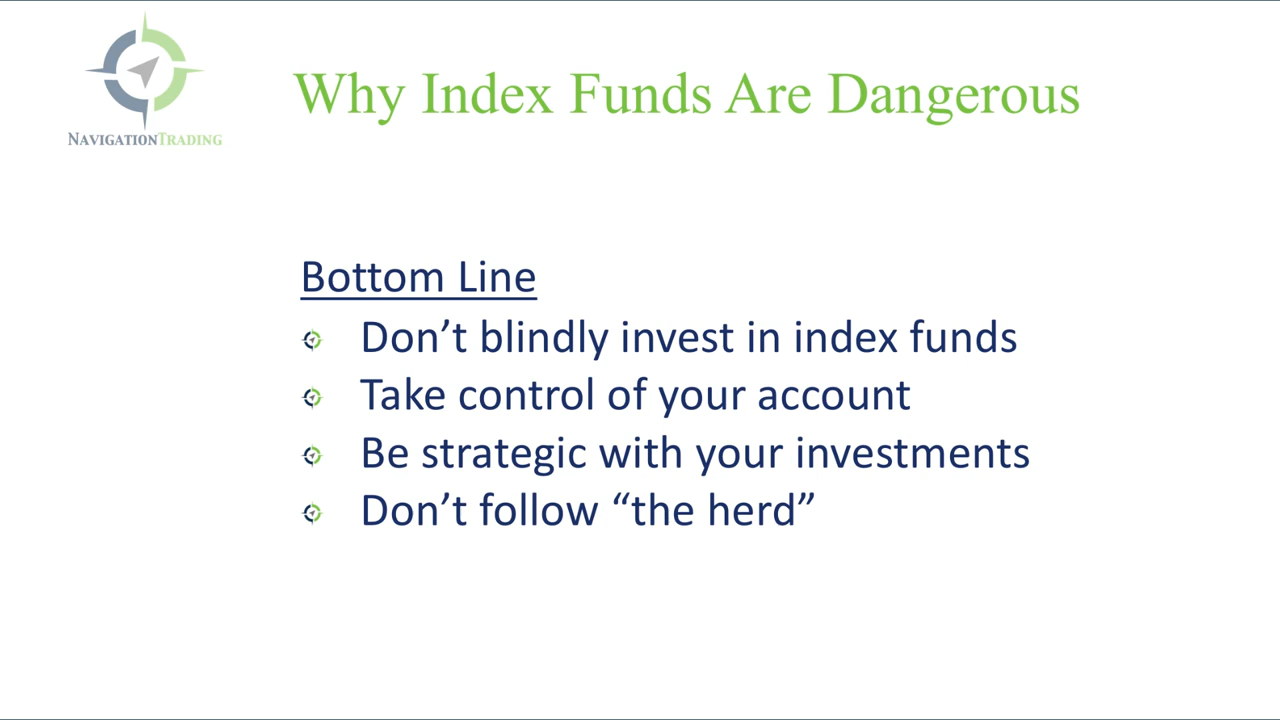 NAVIGATIONTRADING
Why Index Funds Are Dangerous
Bottom Line
Don’t blindly invest in index funds
Take control of your account
Be strategic with your investments
Don’t follow “the herd”